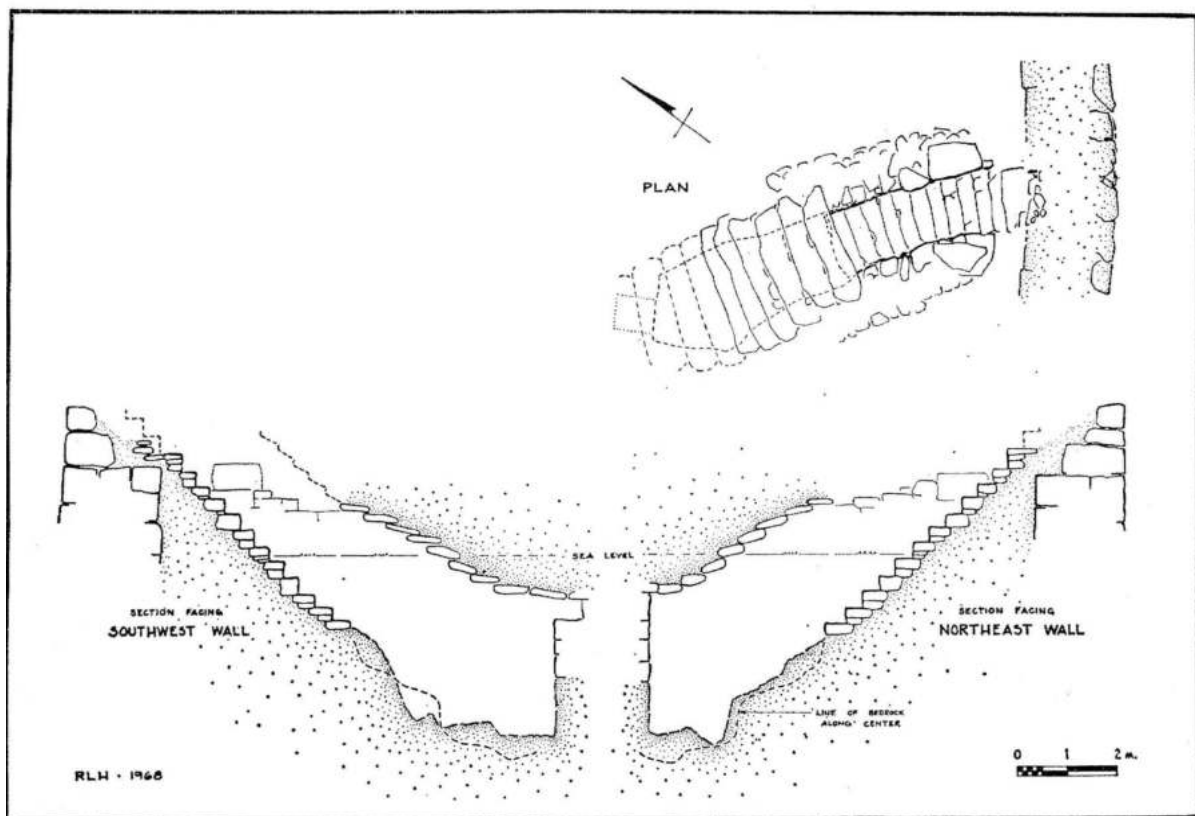 PLAN
SEA LEVEL
SECTION FACING
SOUTHWEST WALL
SECTION FACING
NORTHEAST WALL
LINE OF BEDROCK
ALONG CENTER
RLH · 1968
0 1 2 m.